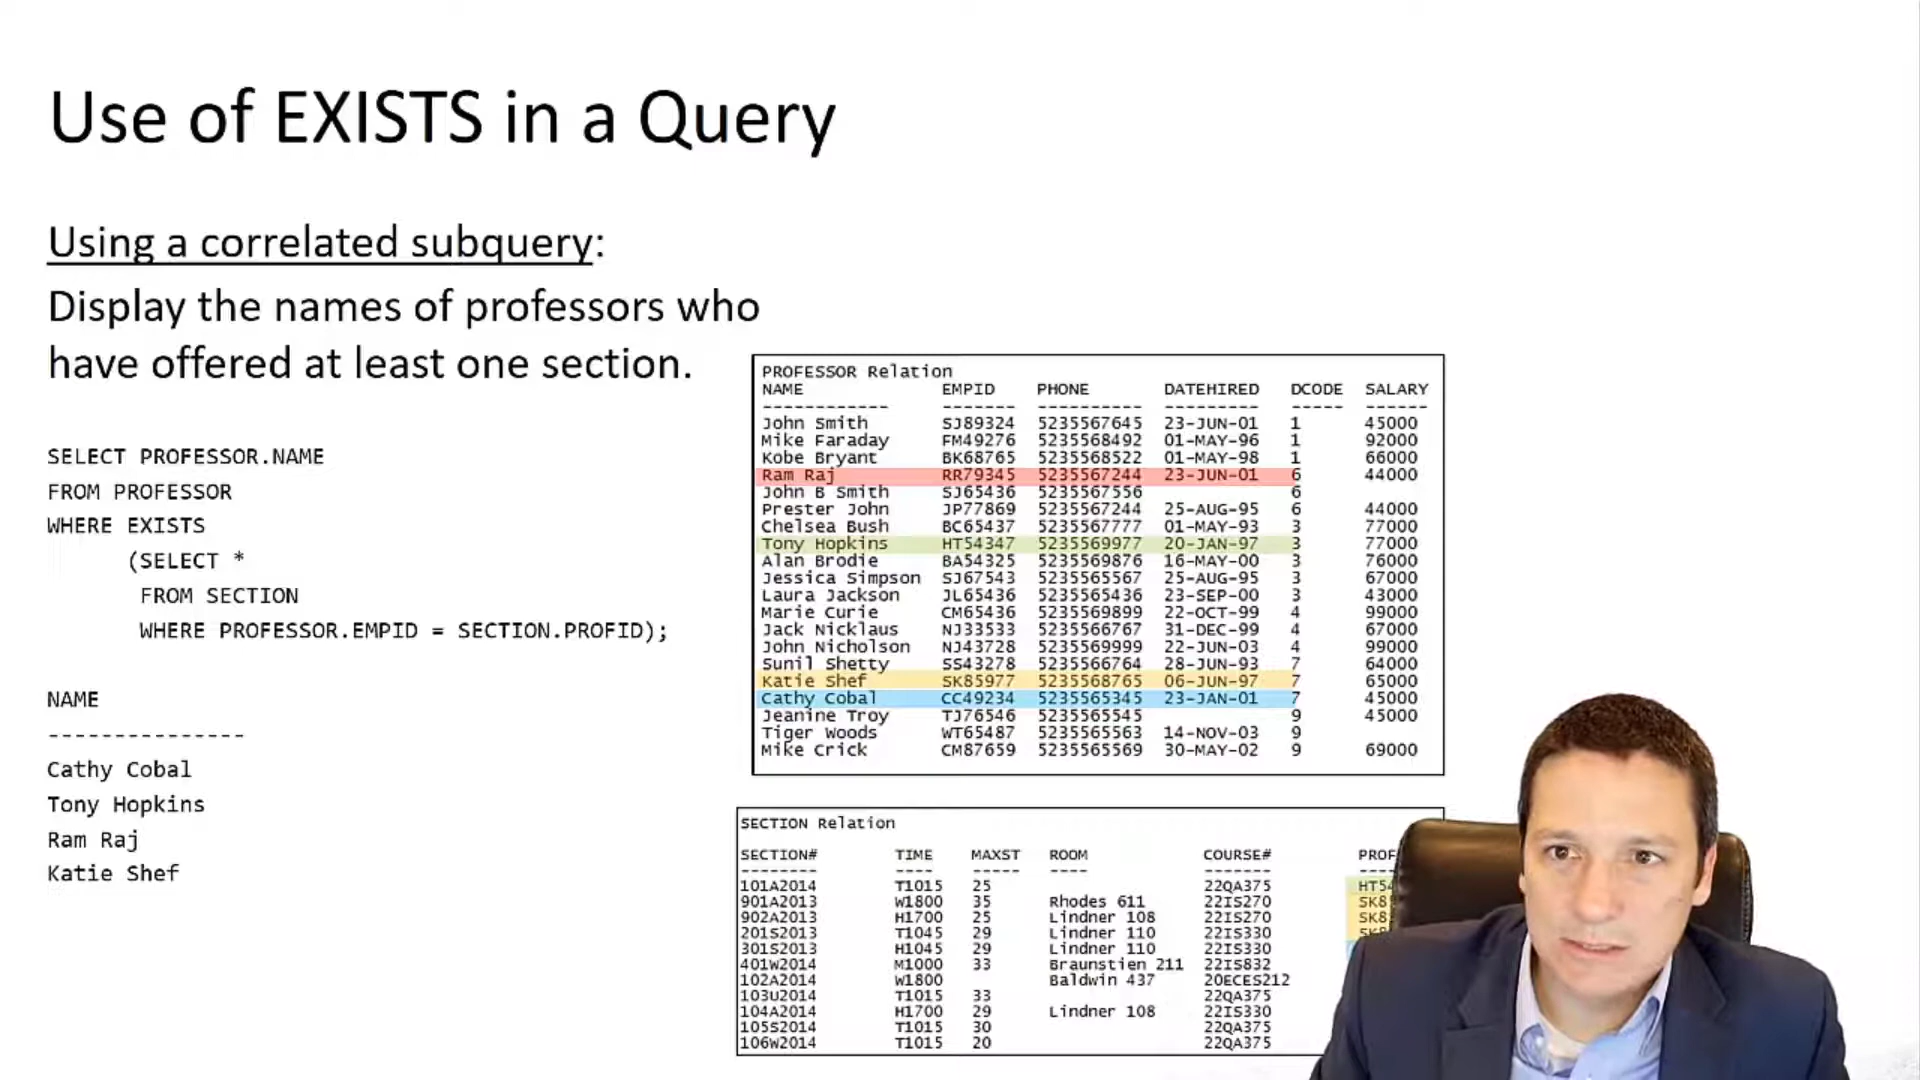 Use of EXISTS in a Query
Using a correlated subquery:
Display the names of professors who
have offered at least one section.
SELECT PROFESSOR.NAME
FROM PROFESSOR
WHERE EXISTS
(SELECT *
FROM SECTION
WHERE PROFESSOR.EMPID = SECTION.PROFID);
NAME
---------------
Cathy Cobal
Tony Hopkins
Ram Raj
Katie Shef
PROFESSOR Relation
NAME EMPID PHONE DATEHIRED DCODE SALARY
------------ ------- ---------- --------- ----- ------
John Smith SJ89324 5235567645 23-JUN-01 1 45000
Mike Faraday FM49276 5235568492 01-MAY-96 1 92000
Kobe Bryant BK68765 5235568522 01-MAY-98 1 66000
Ram Raj RR79345 5235567244 23-JUN-01 6 44000
John B Smith SJ65436 5235567556 6
Prester John JP77869 5235567244 25-AUG-95 6 44000
Chelsea Bush BC65437 5235567777 01-MAY-93 3 77000
Tony Hopkins HT54347 5235569977 20-JAN-97 3 77000
Alan Brodie BA54325 5235569876 16-MAY-00 3 76000
Jessica Simpson SJ67543 5235565567 25-AUG-95 3 67000
Laura Jackson JL65436 5235565436 23-SEP-00 3 43000
Marie Curie CM65436 5235569899 22-OCT-99 4 99000
Jack Nicklaus NJ33533 5235566767 31-DEC-99 4 67000
John Nicholson NJ43728 5235569999 22-JUN-03 4 99000
Sunil Shetty SS43278 5235566764 28-JUN-93 7 64000
Katie Shef SK85977 5235568765 06-JUN-97 7 65000
Cathy Cobal CC49234 5235565345 23-JAN-01 7 45000
Jeanine Troy TJ76546 5235565545 9 45000
Tiger Woods WT65487 5235565563 14-NOV-03 9
Mike Crick CM87659 5235565569 30-MAY-02 9 69000
SECTION Relation
SECTION# TIME MAXST ROOM COURSE# PROF
-------- ---- ----- ---- -------
101A2014 T1015 25 22QA375 HT54
901A2014 W1800 35 Rhodes 611 22IS270 SK8
902A2013 H1700 25 Lindner 108 22IS270 SK8
201S2013 T1045 29 Lindner 110 22IS330 SK8
301S2013 H1045 29 Lindner 110 22IS330
401W2014 M1000 33 Braunstien 211 22IS832
102A2014 W1800 Baldwin 437 20ECES212
103U2014 T1015 33 22QA375
104A2014 H1700 29 Lindner 108 22IS330
105S2014 T1015 30 22QA375
106W2014 T1015 20 22QA375